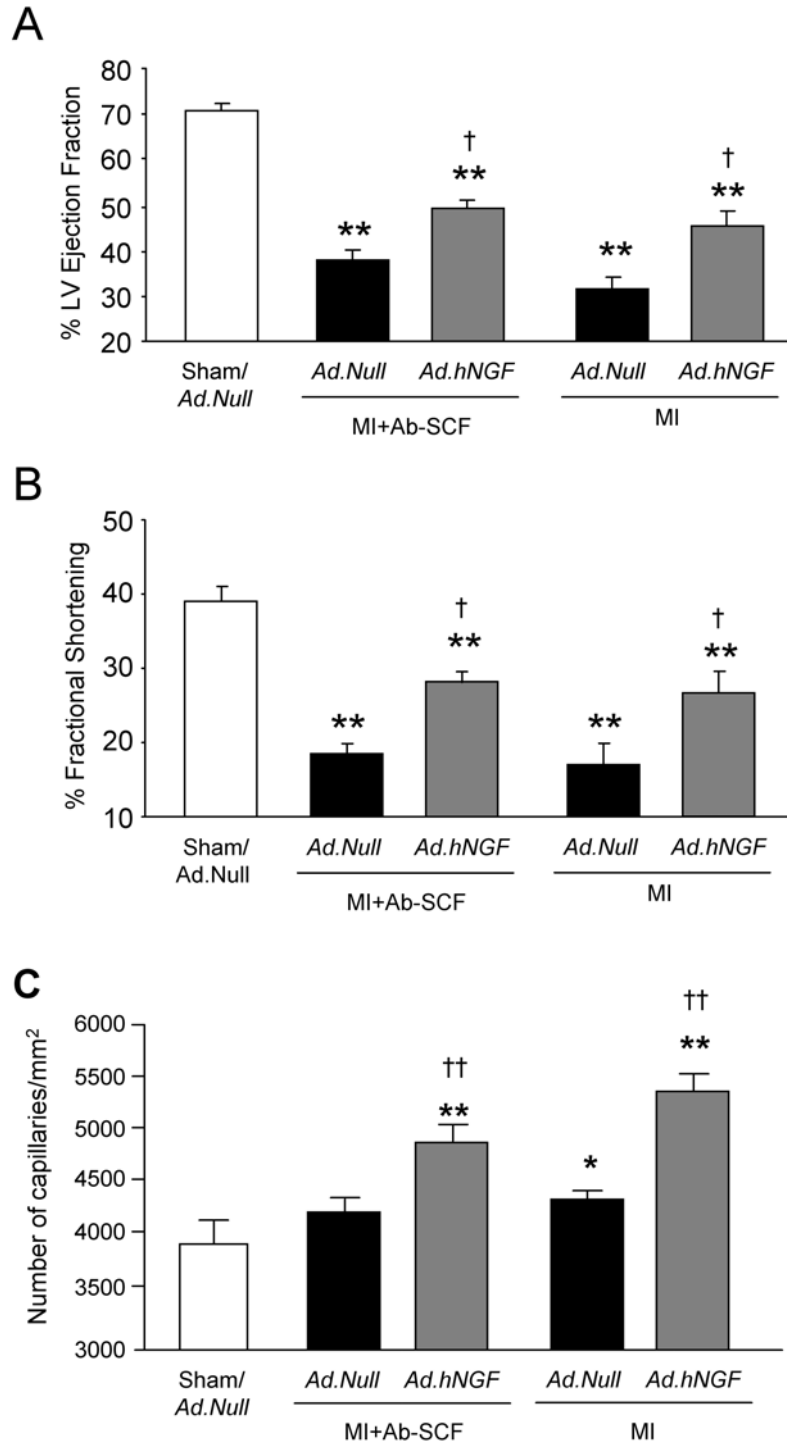 A
% LV Ejection Fraction
80
70
60
50
40
30
20
†
**
**
†
**
**
Sham/
Ad.Null
Ad.Null Ad.hNGF
MI+Ab-SCF
Ad.Null Ad.hNGF
MI
B
% Fractional Shortening
50
40
30
20
10
†
**
**
†
**
**
Sham/
Ad.Null
Ad.Null Ad.hNGF
MI+Ab-SCF
Ad.Null Ad.hNGF
MI
C
Number of capillaries/mm²
6000
5500
5000
4500
4000
3500
3000
††
**
††
**
*
Sham/
Ad.Null
Ad.Null Ad.hNGF
MI+Ab-SCF
Ad.Null Ad.hNGF
MI